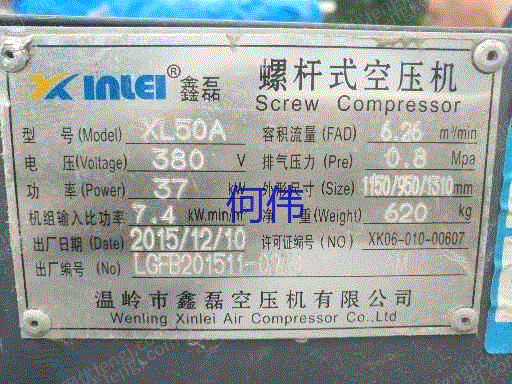 XINLEI® 鑫磊 螺杆式空压机
Screw Compressor
型 号(Model) XL50A 容积流量(FAD) 6.26 m³/min
电 压(Voltage) 380 V 排气压力(Pre) 0.8 Mpa
功 率(Power) 37 kW 外形尺寸(Size) 1150/950/1310 mm
机组输入比功率 7.4 kW.min/m³ 净 重(Weight) 620 kg
何伟
出厂日期(Date) 2015/12/10 许可证编号(NO) XK06-010-00607
出厂编号(No) LGFB201511-
温岭市鑫磊空压机有限公司
Wenling Xinlei Air Compressor Co.,Ltd